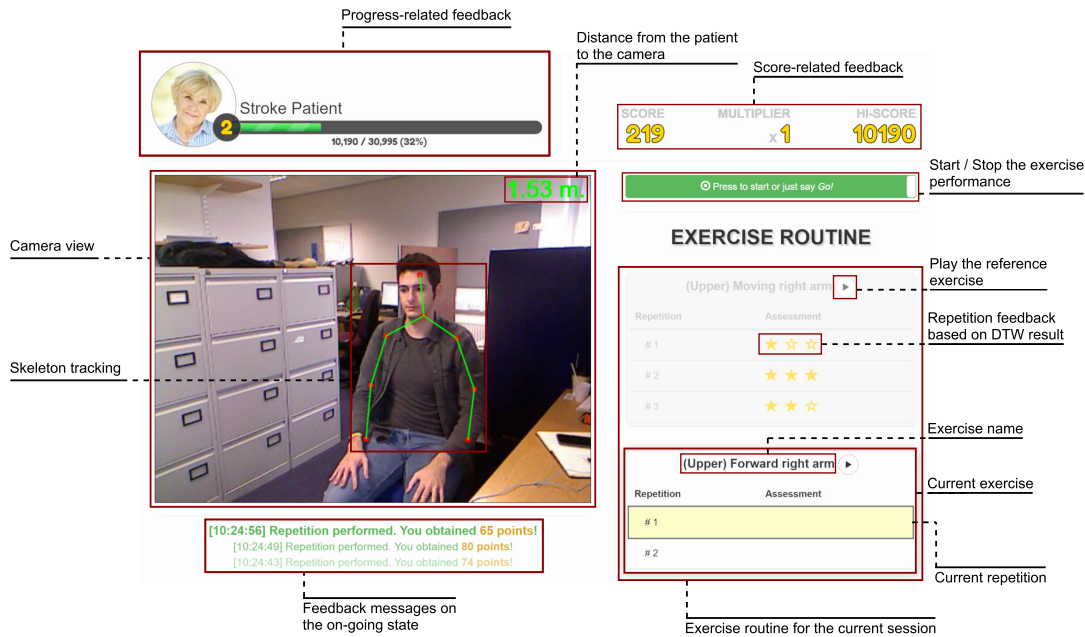 Progress-related feedback
Distance from the patient
to the camera
Score-related feedback
Stroke Patient
2
10,190 / 30,995 (32%)
SCORE
MULTIPLIER
HI-SCORE
219
x 1
10190
1.53 m.
Press to start or just say Go!
Start / Stop the exercise
performance
EXERCISE ROUTINE
Camera view
Skeleton tracking
Play the reference
exercise
(Upper) Moving right arm
Repetition
Assessment
# 1
# 2
# 3
Repetition feedback
based on DTW result
Exercise name
(Upper) Forward right arm
Current exercise
Repetition
Assessment
# 1
# 2
Current repetition
[10:24:56] Repetition performed. You obtained 65 points!
[10:24:49] Repetition performed. You obtained 80 points!
[10:24:43] Repetition performed. You obtained 74 points!
Feedback messages on
the on-going state
Exercise routine for the current session